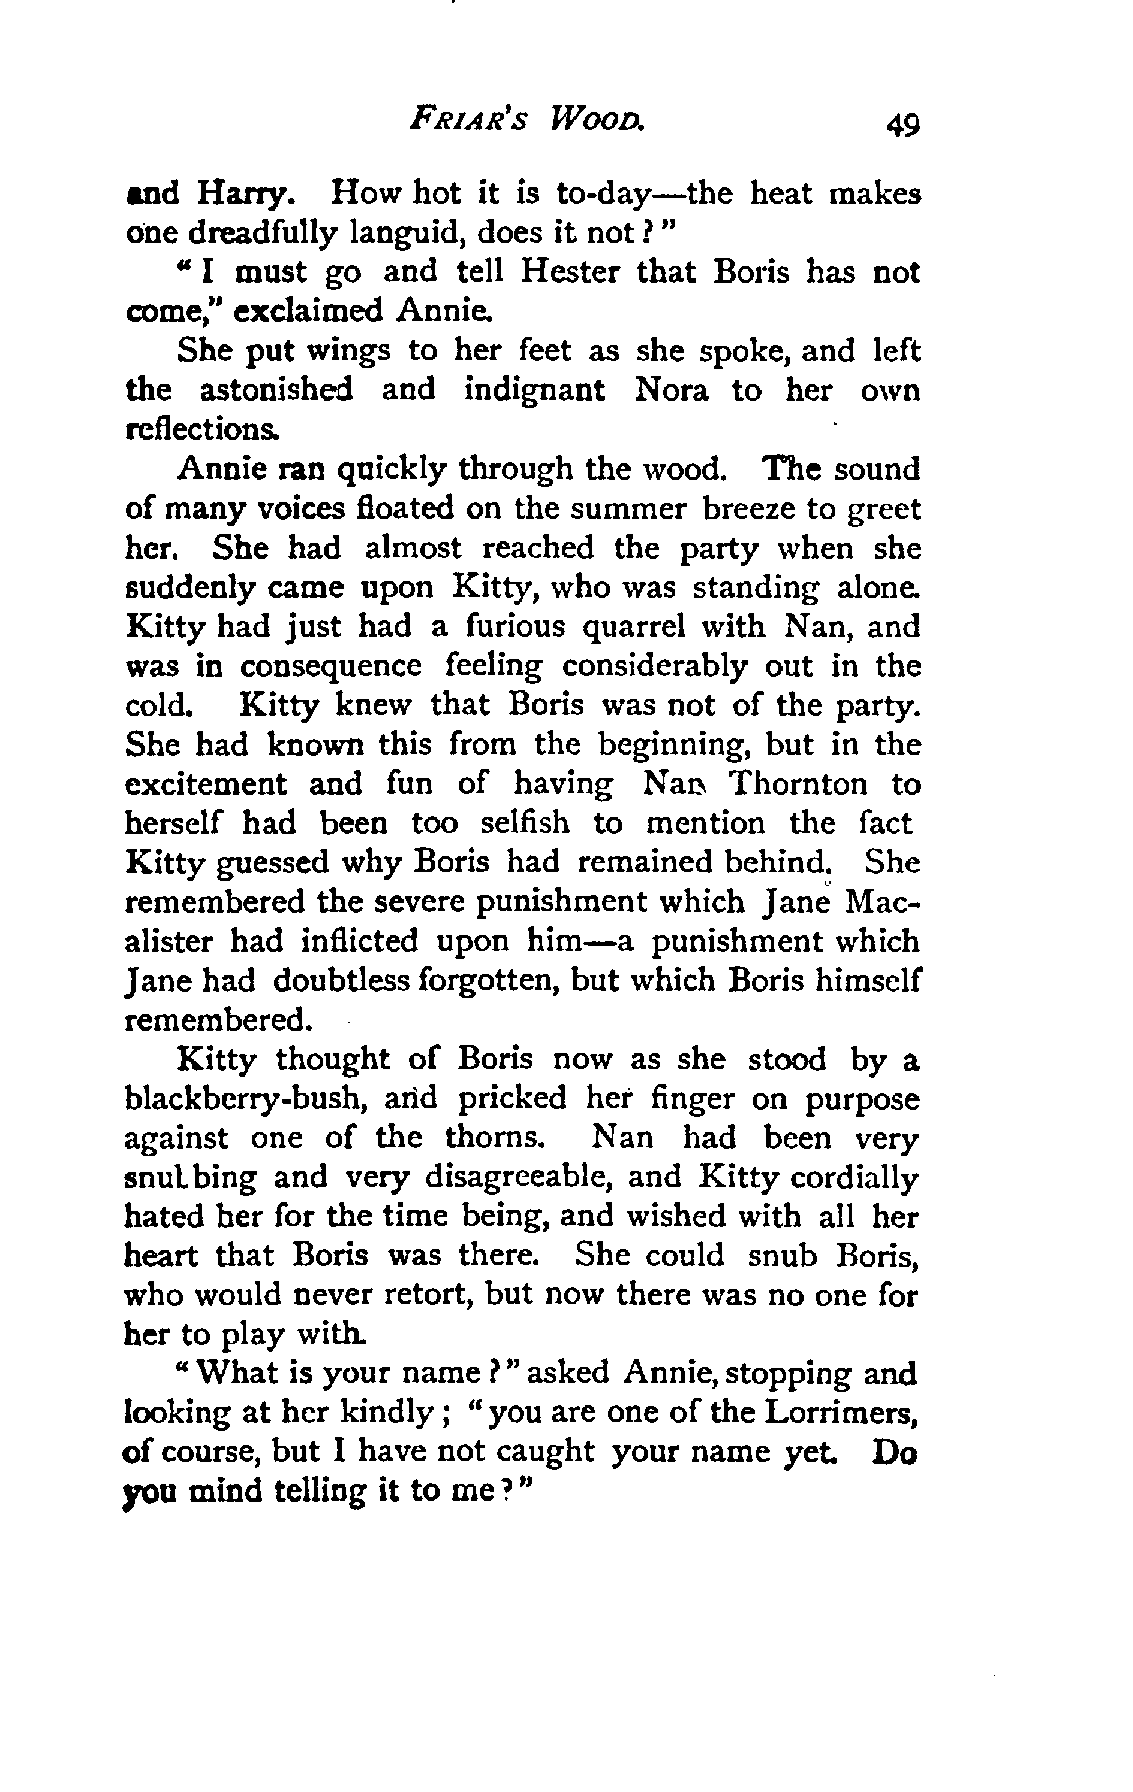 FRIAR'S WOOD. 49
and Harry. How hot it is to-day—the heat makes
one dreadfully languid, does it not?"
"I must go and tell Hester that Boris has not
come," exclaimed Annie.
She put wings to her feet as she spoke, and left
the astonished and indignant Nora to her own
reflections.
Annie ran quickly through the wood. The sound
of many voices floated on the summer breeze to greet
her. She had almost reached the party when she
suddenly came upon Kitty, who was standing alone.
Kitty had just had a furious quarrel with Nan, and
was in consequence feeling considerably out in the
cold. Kitty knew that Boris was not of the party.
She had known this from the beginning, but in the
excitement and fun of having Nan Thornton to
herself had been too selfish to mention the fact
Kitty guessed why Boris had remained behind. She
remembered the severe punishment which Jane Mac-
alister had inflicted upon him—a punishment which
Jane had doubtless forgotten, but which Boris himself
remembered.
Kitty thought of Boris now as she stood by a
blackberry-bush, and pricked her finger on purpose
against one of the thorns. Nan had been very
snubbing and very disagreeable, and Kitty cordially
hated her for the time being, and wished with all her
heart that Boris was there. She could snub Boris,
who would never retort, but now there was no one for
her to play with.
"What is your name?" asked Annie, stopping and
looking at her kindly; "you are one of the Lorrimers,
of course, but I have not caught your name yet. Do
you mind telling it to me?"